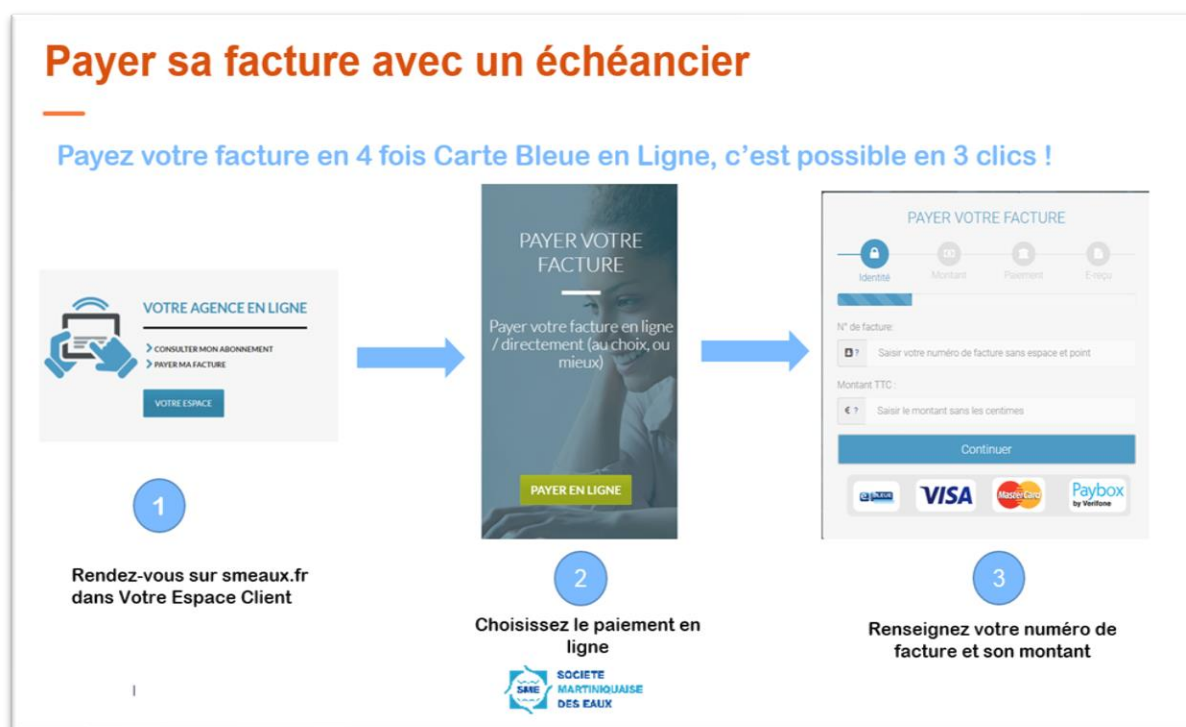 Payer sa facture avec un échéancier
Payez votre facture en 4 fois Carte Bleue en Ligne, c'est possible en 3 clics !
VOTRE AGENCE EN LIGNE
CONSULTER MON ABONNEMENT
PAYER MA FACTURE
VOTRE ESPACE
1
Rendez-vous sur smeaux.fr
dans Votre Espace Client
PAYER VOTRE
FACTURE
Payer votre facture en ligne
/ directement (au choix, ou
mieux)
PAYER EN LIGNE
2
Choisissez le paiement en
ligne
PAYER VOTRE FACTURE
Identité Montant Paiement E-reçu
N° de facture:
? Saisir votre numéro de facture sans espace et point
Montant TTC :
€ ? Saisir le montant sans les centimes
Continuer
e BLEUE VISA MasterCard Paybox
by Verifone
3
Renseignez votre numéro de
facture et son montant
SME
SOCIETE
MARTINIQUAISE
DES EAUX